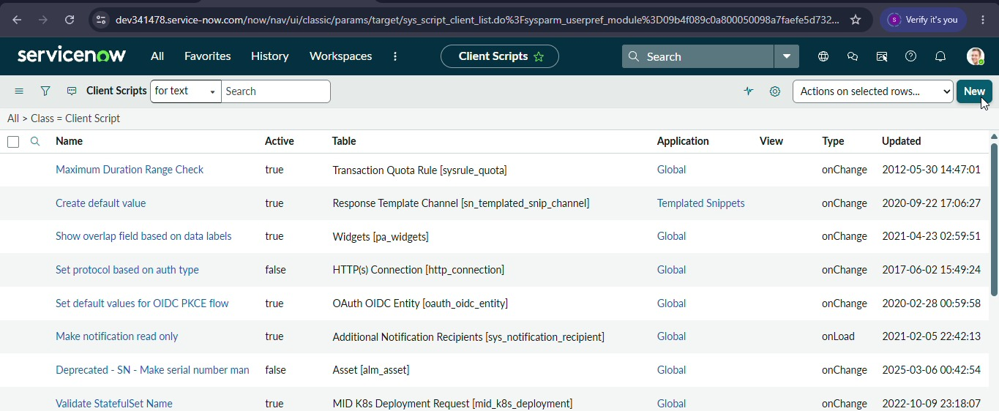 dev341478.service-now.com/now/nav/ui/classic/params/target/sys_script_client_list.do%3Fsysparm_userpref_module%3D09b4f089c0a800050098a7faefe5d732... S Verify it's you
servicenow All Favorites History Workspaces Client Scripts Search
Client Scripts for text Search Actions on selected rows... New
All > Class = Client Script
Name Active Table Application View Type Updated
Maximum Duration Range Check true Transaction Quota Rule [sysrule_quota] Global onChange 2012-05-30 14:47:01
Create default value true Response Template Channel [sn_templated_snip_channel] Templated Snippets onChange 2020-09-22 17:06:27
Show overlap field based on data labels true Widgets [pa_widgets] Global onChange 2021-04-23 02:59:51
Set protocol based on auth type false HTTP(s) Connection [http_connection] Global onChange 2017-06-02 15:49:24
Set default values for OIDC PKCE flow true OAuth OIDC Entity [oauth_oidc_entity] Global onChange 2020-02-28 00:59:58
Make notification read only true Additional Notification Recipients [sys_notification_recipient] Global onLoad 2021-02-05 22:42:13
Deprecated - SN - Make serial number man false Asset [alm_asset] Global onChange 2025-03-06 00:42:54
Validate StatefulSet Name true MID K8s Deployment Request [mid_k8s_deployment] Global onChange 2022-10-09 23:18:07